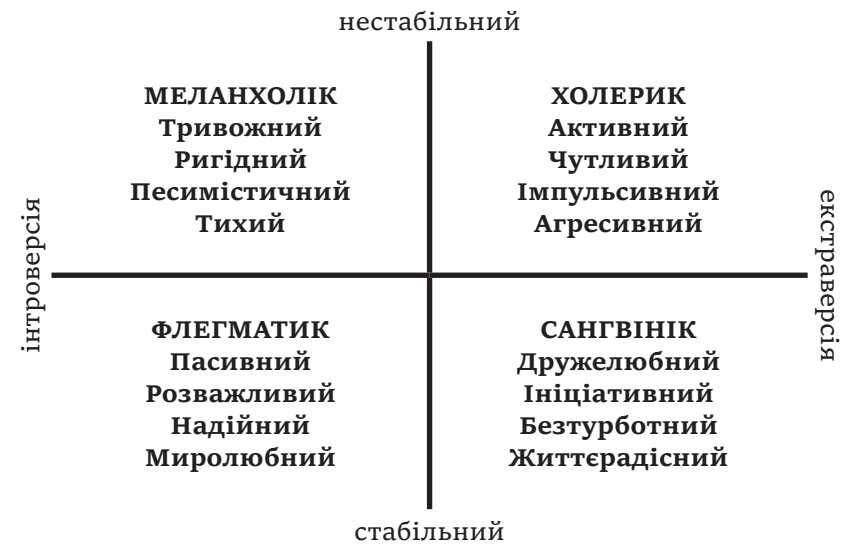 нестабільний
МЕЛАНХОЛІК
Тривожний
Ригідний
Песимістичний
Тихий
ХОЛЕРИК
Активний
Чутливий
Імпульсивний
Агресивний
інтроверсія
екстраверсія
ФЛЕГМАТИК
Пасивний
Розважливий
Надійний
Миролюбний
САНГВІНІК
Дружелюбний
Ініціативний
Безтурботний
Життєрадісний
стабільний